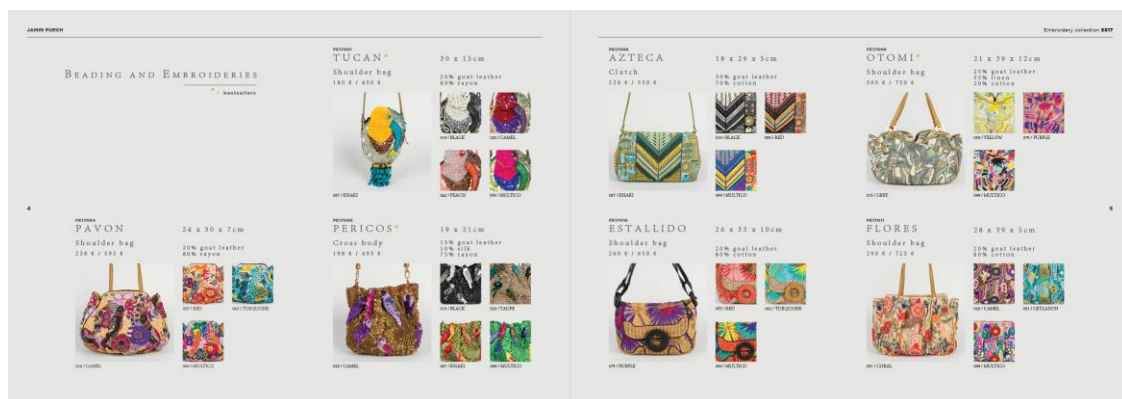 JAMIN PUECH
BEADING AND EMBROIDERIES
* - bestsellers
TUCAN*
Shoulder bag
180 € / 450 €
30 x 15cm
20% goat leather
80% rayon
/ BLACK
/ CAMEL
/ KHAKI
/ PEACH
/ MULTICO
4
PAVON
Shoulder bag
238 € / 595 €
24 x 30 x 7cm
20% goat leather
80% rayon
/ RED
/ TURQUOISE
/ CAMEL
/ MULTICO
PERICOS*
Cross body
198 € / 495 €
19 x 21cm
15% goat leather
10% silk
75% rayon
/ BLACK
/ TAUPE
/ CAMEL
/ KHAKI
/ MULTICO
Embroidery collection SS17
AZTECA
Clutch
220 € / 550 €
18 x 29 x 5cm
30% goat leather
70% cotton
/ BLACK
/ RED
/ KHAKI
/ MULTICO
OTOMI*
Shoulder bag
300 € / 750 €
21 x 39 x 12cm
25% goat leather
55% linen
20% cotton
/ YELLOW
/ PURPLE
/ GREY
/ MULTICO
ESTALLIDO
Shoulder bag
260 € / 650 €
26 x 33 x 10cm
20% goat leather
80% cotton
/ RED
/ TURQUOISE
/ PURPLE
/ MULTICO
FLORES
Shoulder bag
290 € / 725 €
28 x 39 x 5cm
20% goat leather
80% cotton
/ CAMEL
/ CEYLADON
/ CORAL
/ MULTICO